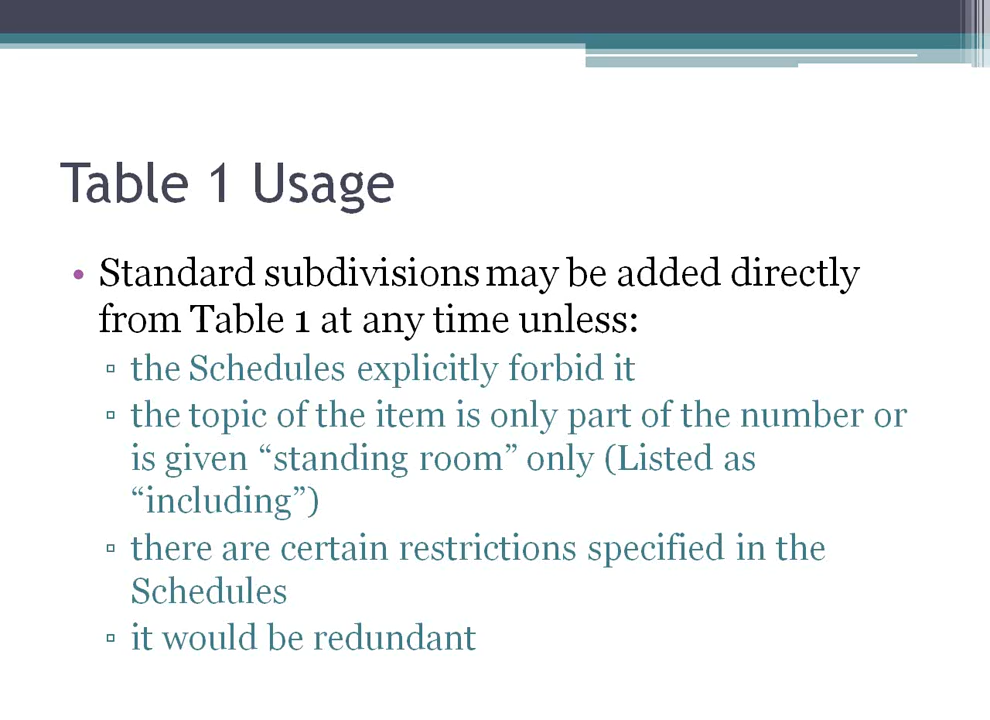 Table 1 Usage
• Standard subdivisions may be added directly
from Table 1 at any time unless:
▫ the Schedules explicitly forbid it
▫ the topic of the item is only part of the number or
is given “standing room” only (Listed as
“including”)
▫ there are certain restrictions specified in the
Schedules
▫ it would be redundant